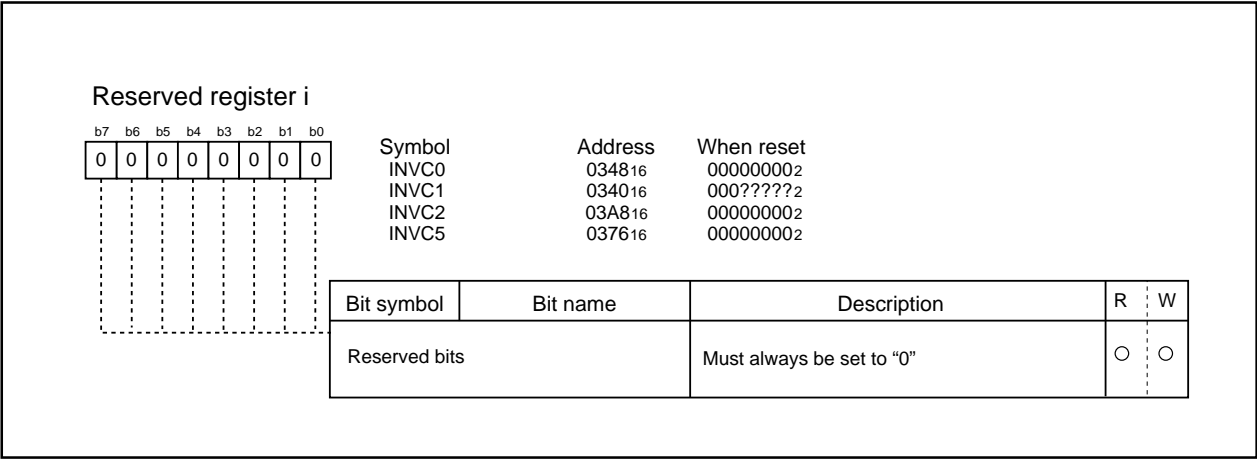 Reserved register i
b7 b6 b5 b4 b3 b2 b1 b0
0 0 0 0 0 0 0 0
Symbol Address When reset
INVC0 034816 000000002
INVC1 034016 000?????2
INVC2 03A816 000000002
INVC5 037616 000000002
Bit symbol Bit name Description R W
Reserved bits Must always be set to “0”